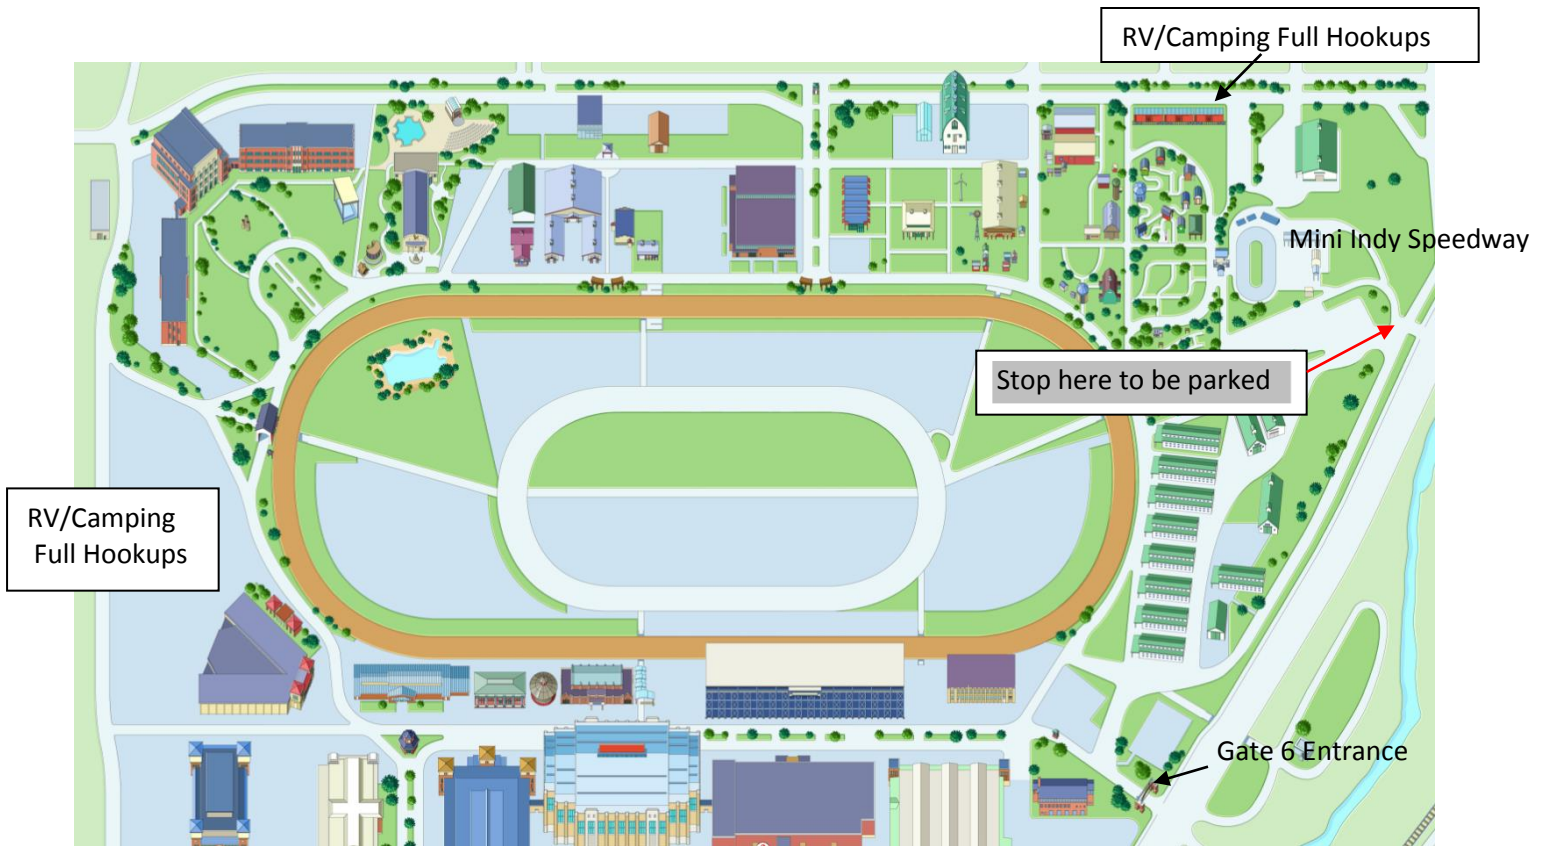 RV/Camping Full Hookups
Mini Indy Speedway
Stop here to be parked
RV/Camping
Full Hookups
Gate 6 Entrance